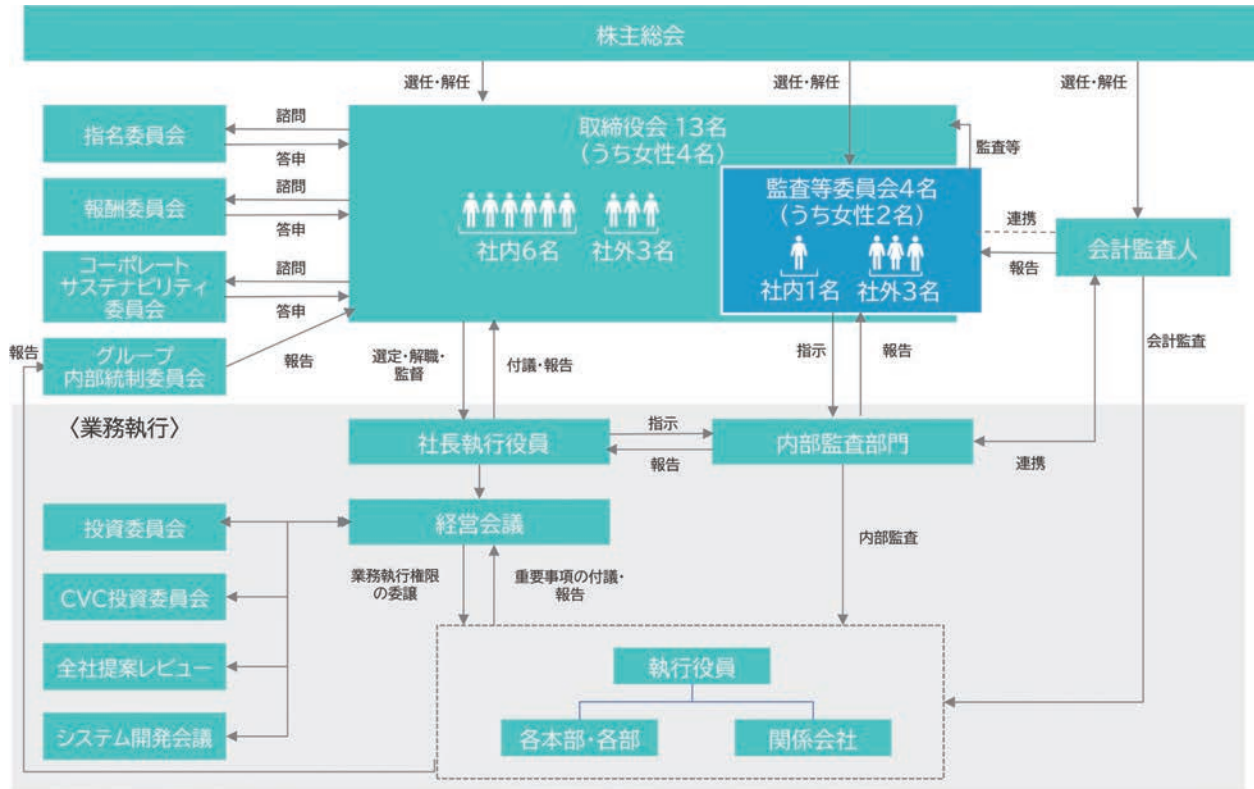 株主総会
選任・解任
選任・解任
選任・解任
指名委員会
諮問
答申
取締役会 13名
（うち女性4名）
監査等
報酬委員会
諮問
答申
社内6名
社外3名
監査等委員会4名
（うち女性2名）
社内1名
社外3名
連携
報告
会計監査人
コーポレート
サステナビリティ
委員会
諮問
答申
報告
グループ
内部統制委員会
報告
選定・解職・
監督
付議・報告
指示
報告
会計監査
〈業務執行〉
社長執行役員
指示
報告
内部監査部門
連携
投資委員会
経営会議
内部監査
CVC投資委員会
業務執行権限
の委譲
重要事項の付議・
報告
全社提案レビュー
執行役員
システム開発会議
各本部・各部
関係会社